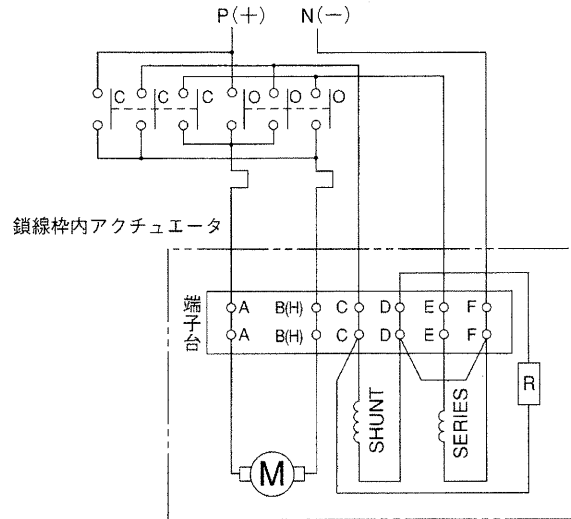 P(+) N(−)
C C C O O O
鎖線枠内アクチュエータ
端子台
A B(H) C D E F
A B(H) C D E F
R
SHUNT
SERIES
M